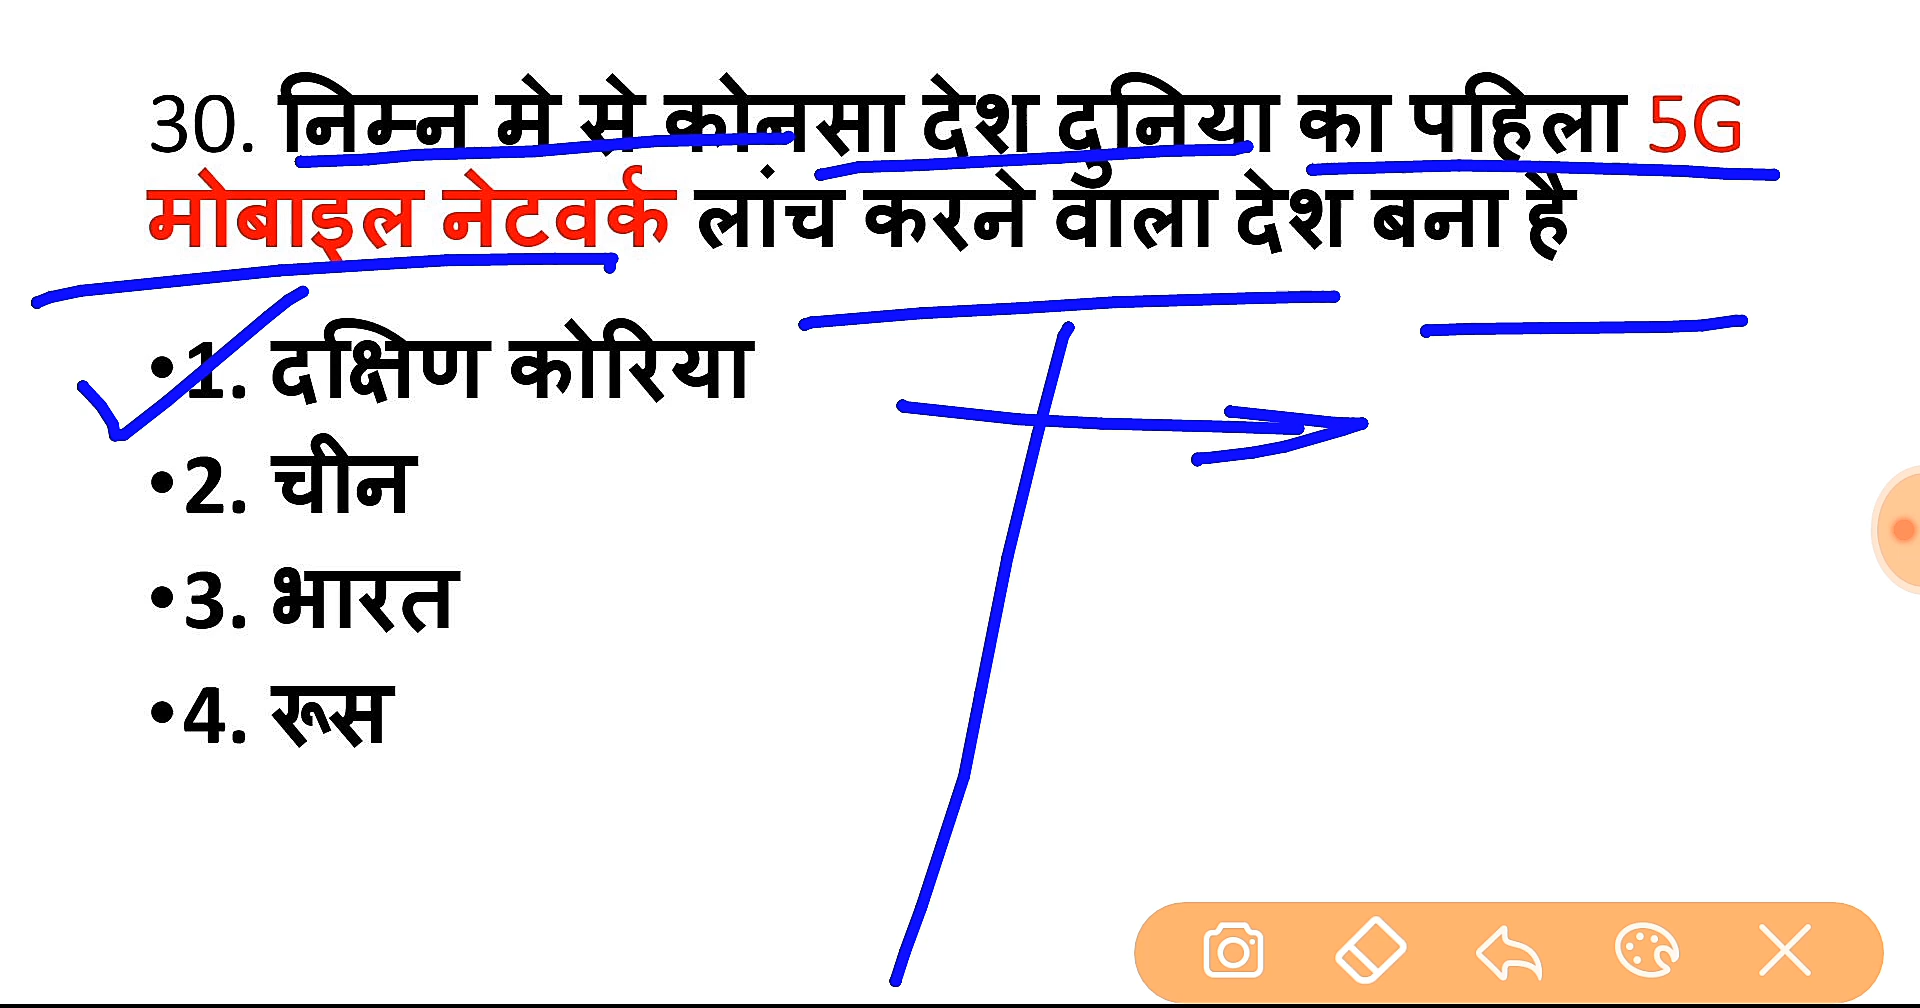 30. निम्न मे से कोनसा देश दुनिया का पहिला 5G
मोबाइल नेटवर्क लांच करने वाला देश बना है
•1. दक्षिण कोरिया
•2. चीन
•3. भारत
•4. रूस